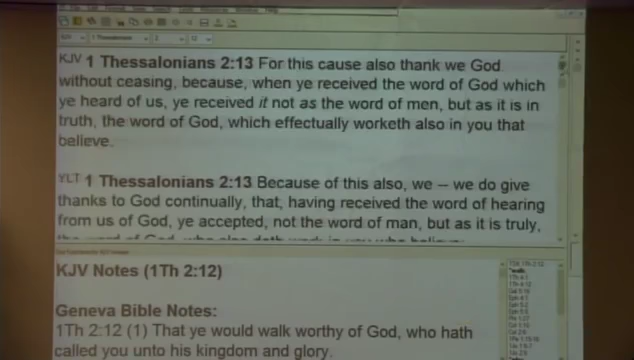 KJV 1 Thessalonians 2:13 For this cause also thank we God
without ceasing, because, when ye received the word of God which
ye heard of us, ye received it not as the word of men, but as it is in
truth, the word of God, which effectually worketh also in you that
believe.
YLT 1 Thessalonians 2:13 Because of this also, we -- we do give
thanks to God continually, that, having received the word of hearing
from us of God, ye accepted, not the word of man, but as it is truly,
KJV Notes (1Th 2:12)
Geneva Bible Notes:
1Th 2:12 (1) That ye would walk worthy of God, who hath
called you unto his kingdom and glory.